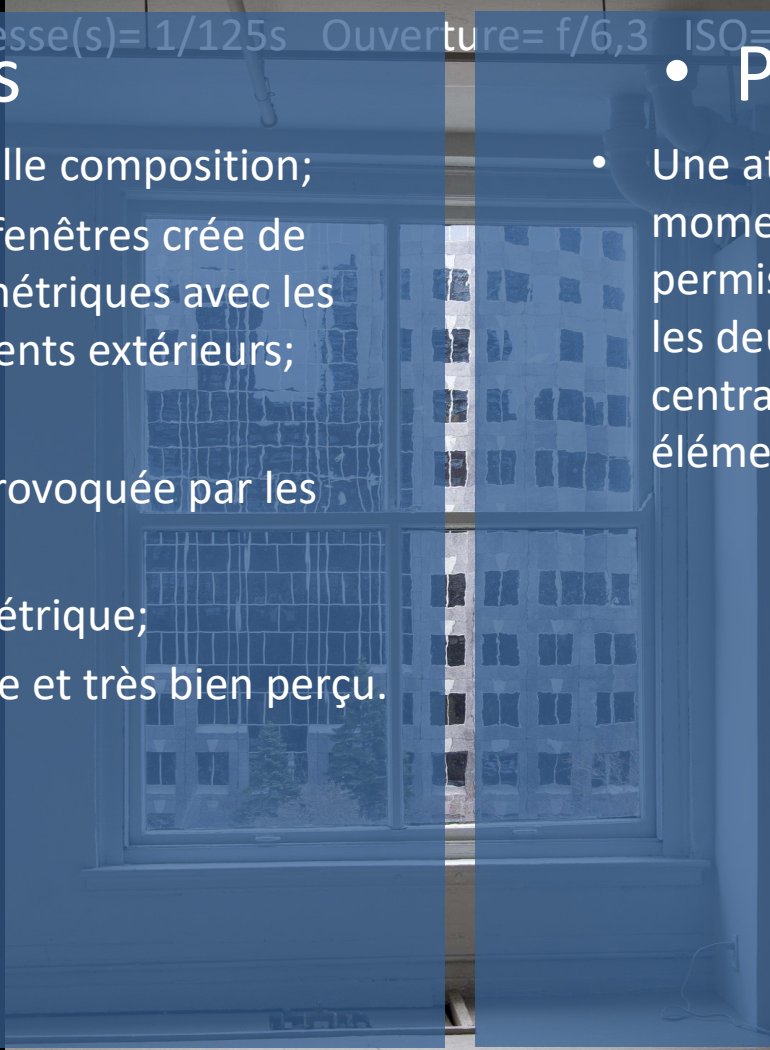 esse(s)= 1/125s Ouverture= f/6,3 ISO=
s
lle composition;
fenêtres crée de
métriques avec les
ents extérieurs;
rovoquée par les
étrique;
e et très bien perçu.
• P
• Une at
mome
permis
les deu
centra
éléme